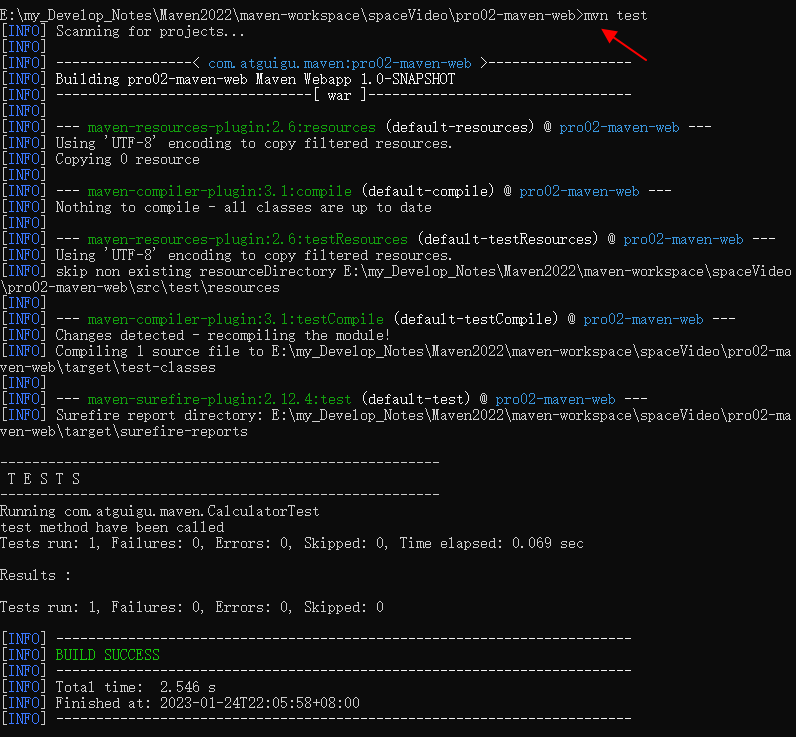 E:\my_Develop_Notes\Maven2022\maven-workspace\spaceVideo\pro02-maven-web>mvn test
[INFO] Scanning for projects...
[INFO]
[INFO] -----------------< com.atguigu.maven:pro02-maven-web >------------------
[INFO] Building pro02-maven-web Maven Webapp 1.0-SNAPSHOT
[INFO] --------------------------------[ war ]---------------------------------
[INFO]
[INFO] --- maven-resources-plugin:2.6:resources (default-resources) @ pro02-maven-web ---
[INFO] Using 'UTF-8' encoding to copy filtered resources.
[INFO] Copying 0 resource
[INFO]
[INFO] --- maven-compiler-plugin:3.1:compile (default-compile) @ pro02-maven-web ---
[INFO] Nothing to compile - all classes are up to date
[INFO]
[INFO] --- maven-resources-plugin:2.6:testResources (default-testResources) @ pro02-maven-web ---
[INFO] Using 'UTF-8' encoding to copy filtered resources.
[INFO] skip non existing resourceDirectory E:\my_Develop_Notes\Maven2022\maven-workspace\spaceVideo
\pro02-maven-web\src\test\resources
[INFO]
[INFO] --- maven-compiler-plugin:3.1:testCompile (default-testCompile) @ pro02-maven-web ---
[INFO] Changes detected - recompiling the module!
[INFO] Compiling 1 source file to E:\my_Develop_Notes\Maven2022\maven-workspace\spaceVideo\pro02-ma
ven-web\target\test-classes
[INFO]
[INFO] --- maven-surefire-plugin:2.12.4:test (default-test) @ pro02-maven-web ---
[INFO] Surefire report directory: E:\my_Develop_Notes\Maven2022\maven-workspace\spaceVideo\pro02-ma
ven-web\target\surefire-reports
-------------------------------------------------------
T E S T S
-------------------------------------------------------
Running com.atguigu.maven.CalculatorTest
test method have been called
Tests run: 1, Failures: 0, Errors: 0, Skipped: 0, Time elapsed: 0.069 sec
Results :
Tests run: 1, Failures: 0, Errors: 0, Skipped: 0
[INFO] ------------------------------------------------------------------------
[INFO] BUILD SUCCESS
[INFO] ------------------------------------------------------------------------
[INFO] Total time:  2.546 s
[INFO] Finished at: 2023-01-24T22:05:58+08:00
[INFO] ------------------------------------------------------------------------